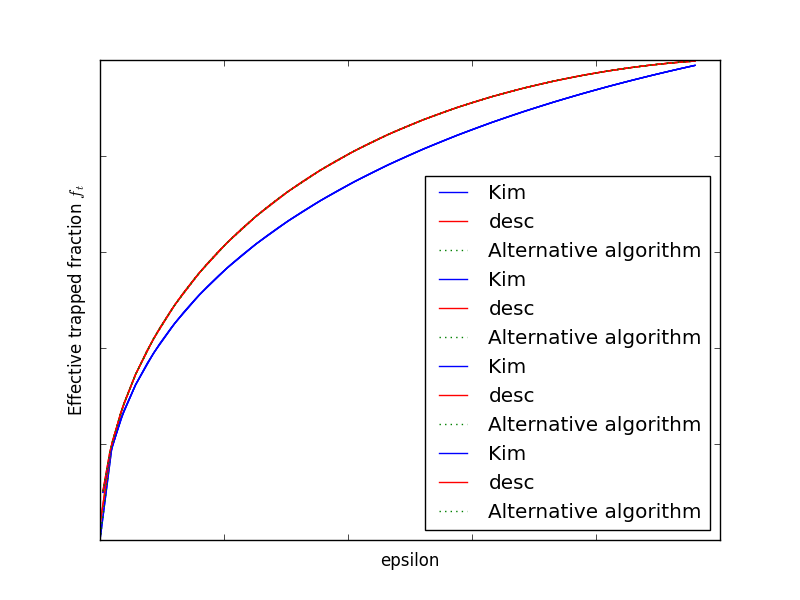 Effective trapped fraction f_t
Kim
desc
Alternative algorithm
Kim
desc
Alternative algorithm
Kim
desc
Alternative algorithm
Kim
desc
Alternative algorithm
epsilon